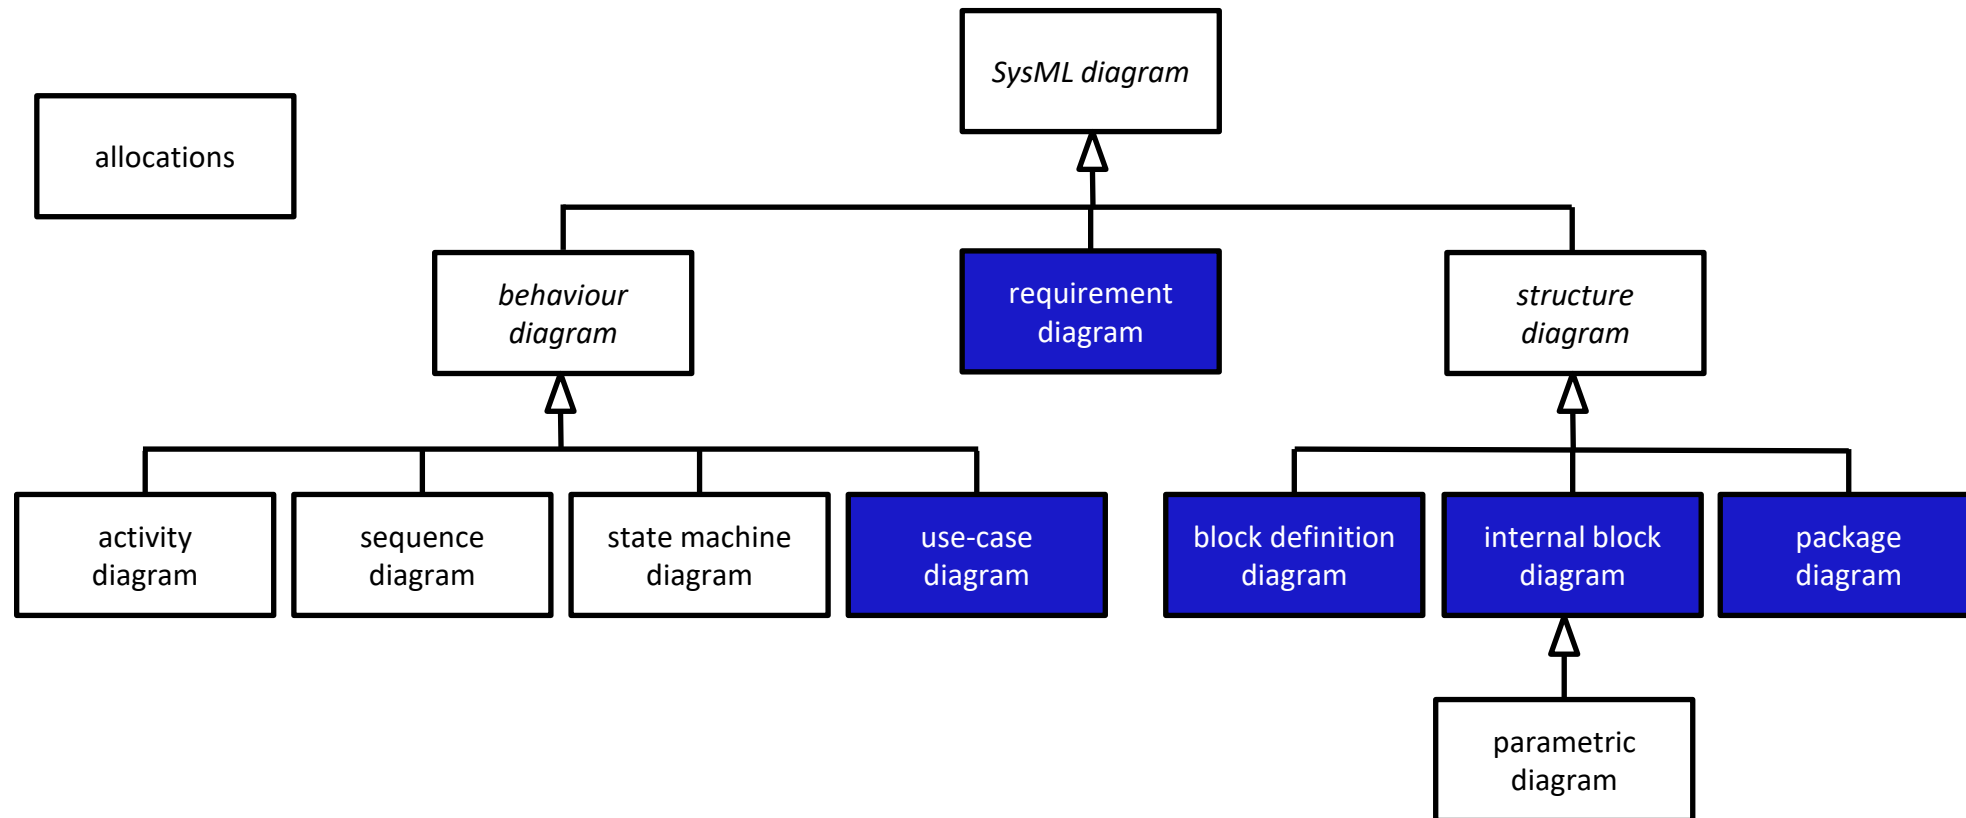 SysML diagram
allocations
behaviour
diagram
requirement
diagram
structure
diagram
activity
diagram
sequence
diagram
state machine
diagram
use-case
diagram
block definition
diagram
internal block
diagram
package
diagram
parametric
diagram